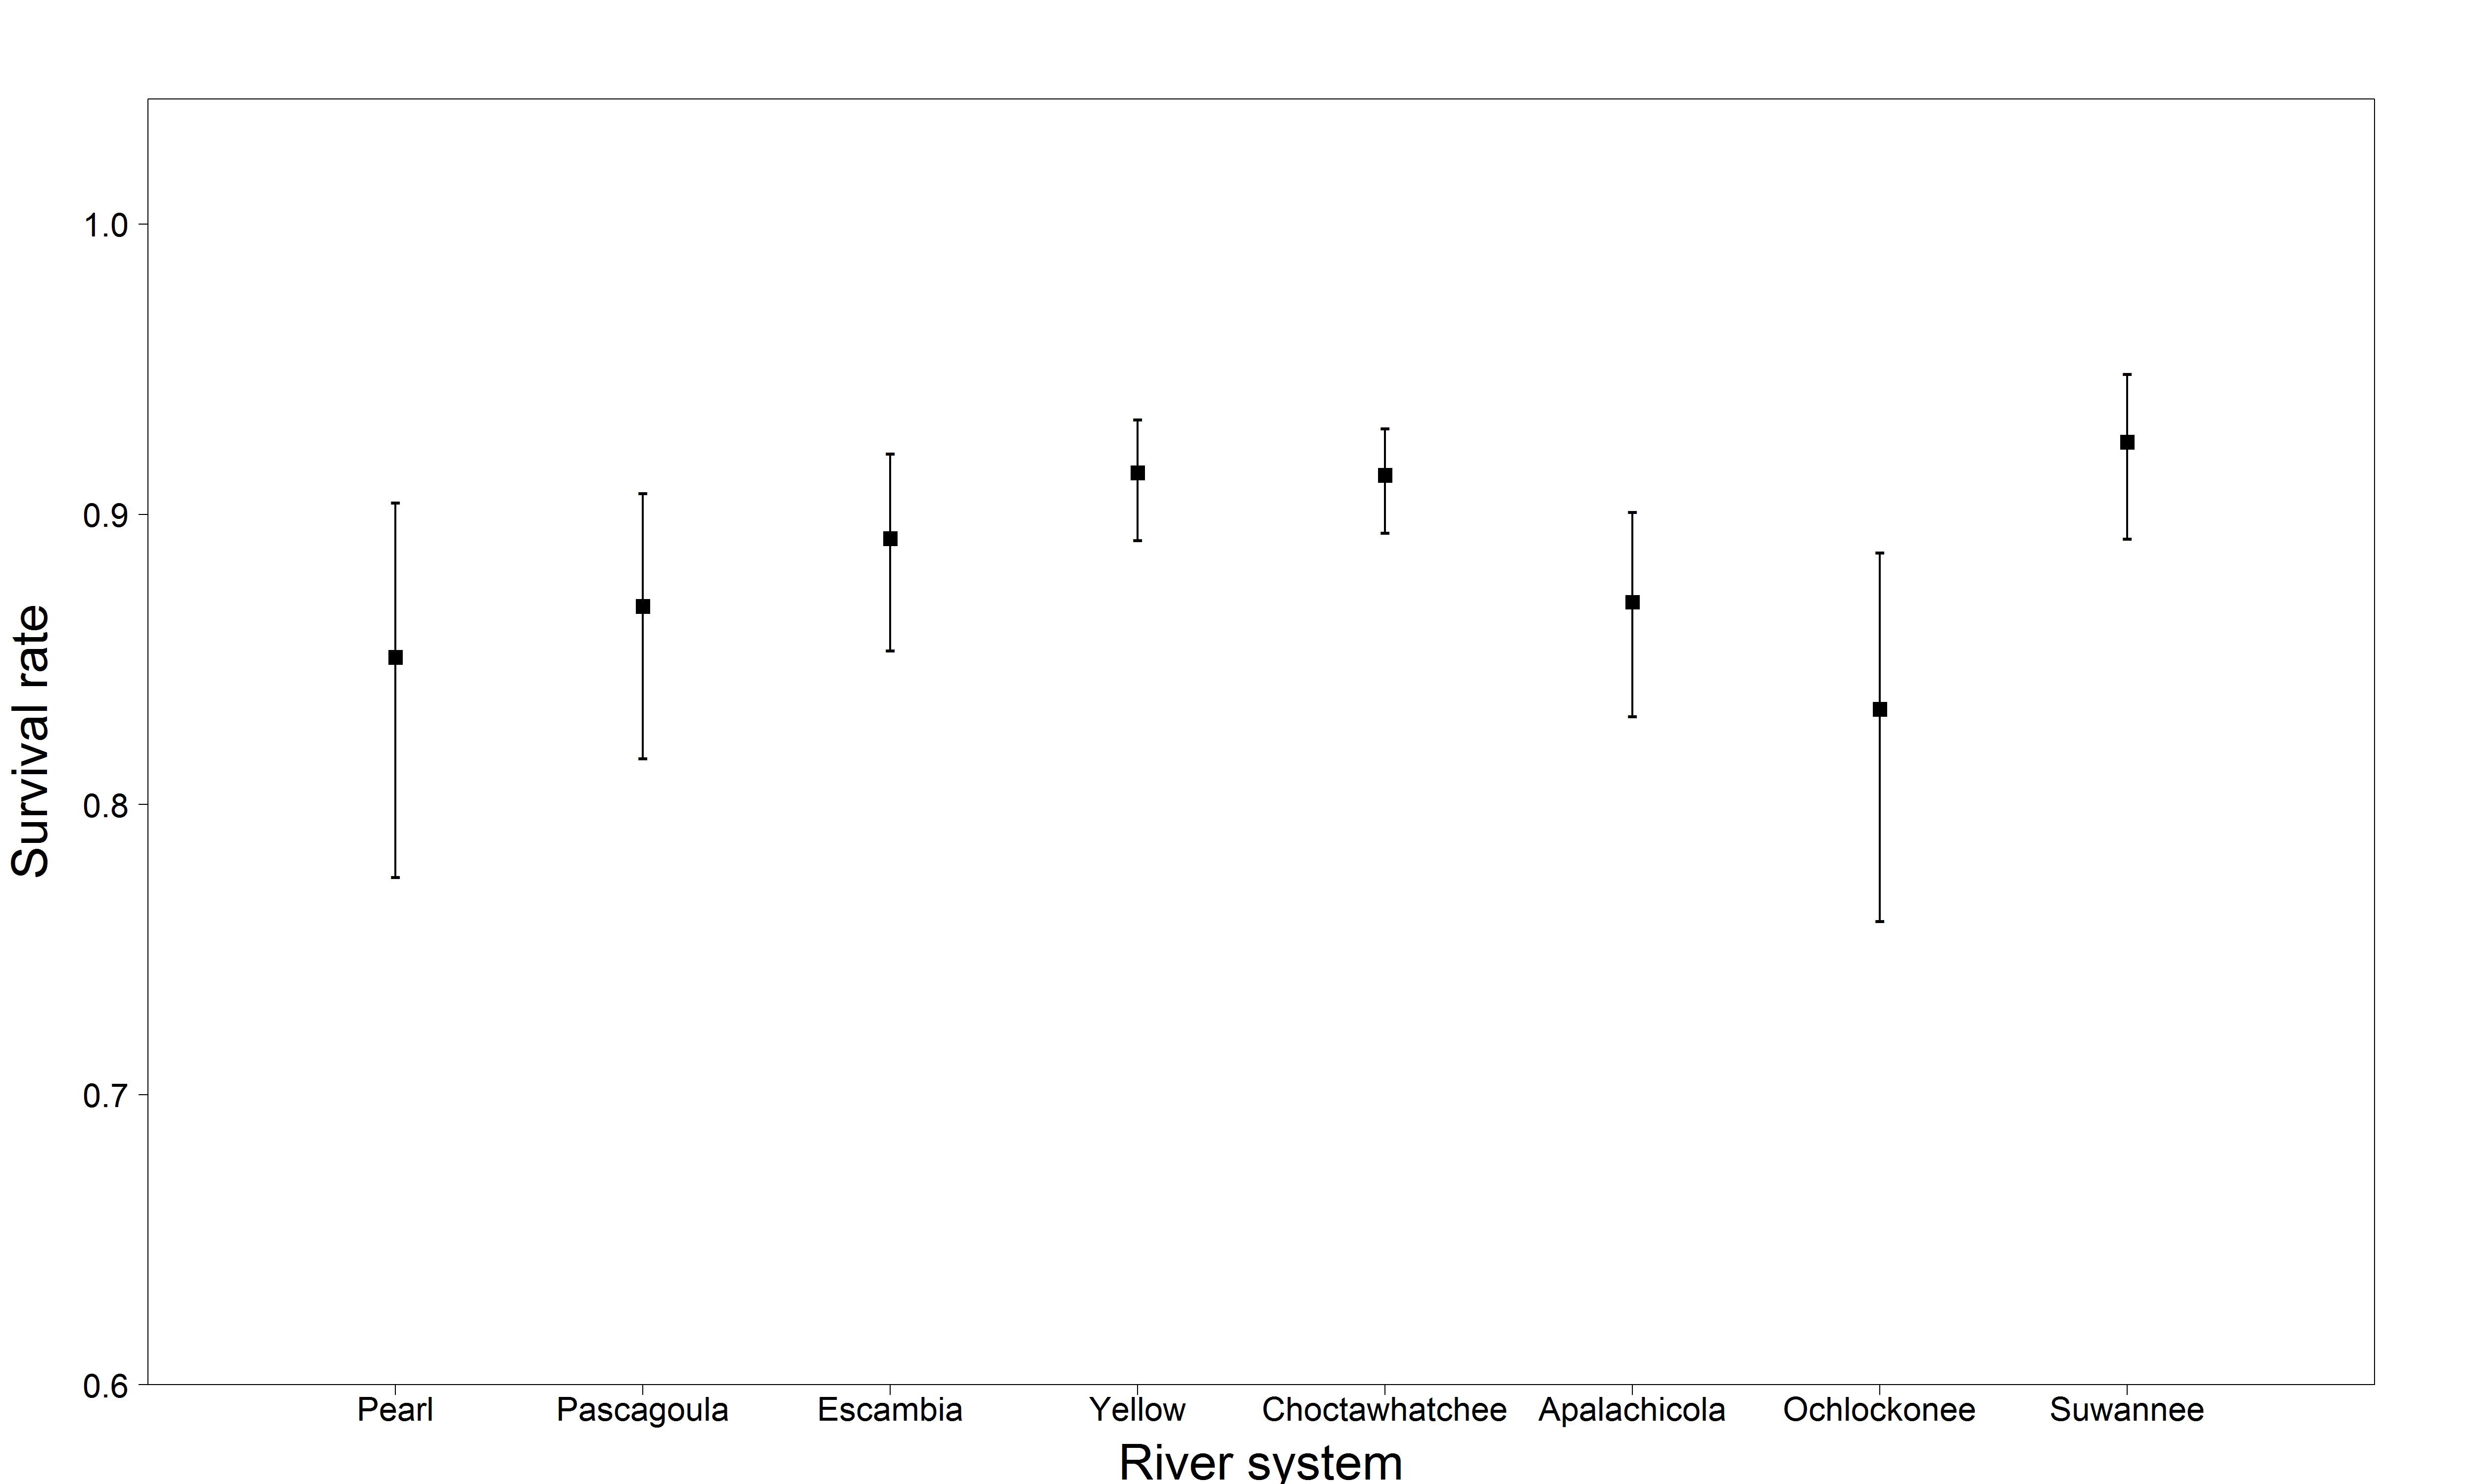 Survival rate
1.0
0.9
0.8
0.7
0.6
Pearl Pascagoula Escambia Yellow Choctawhatchee Apalachicola Ochlockonee Suwannee
River system